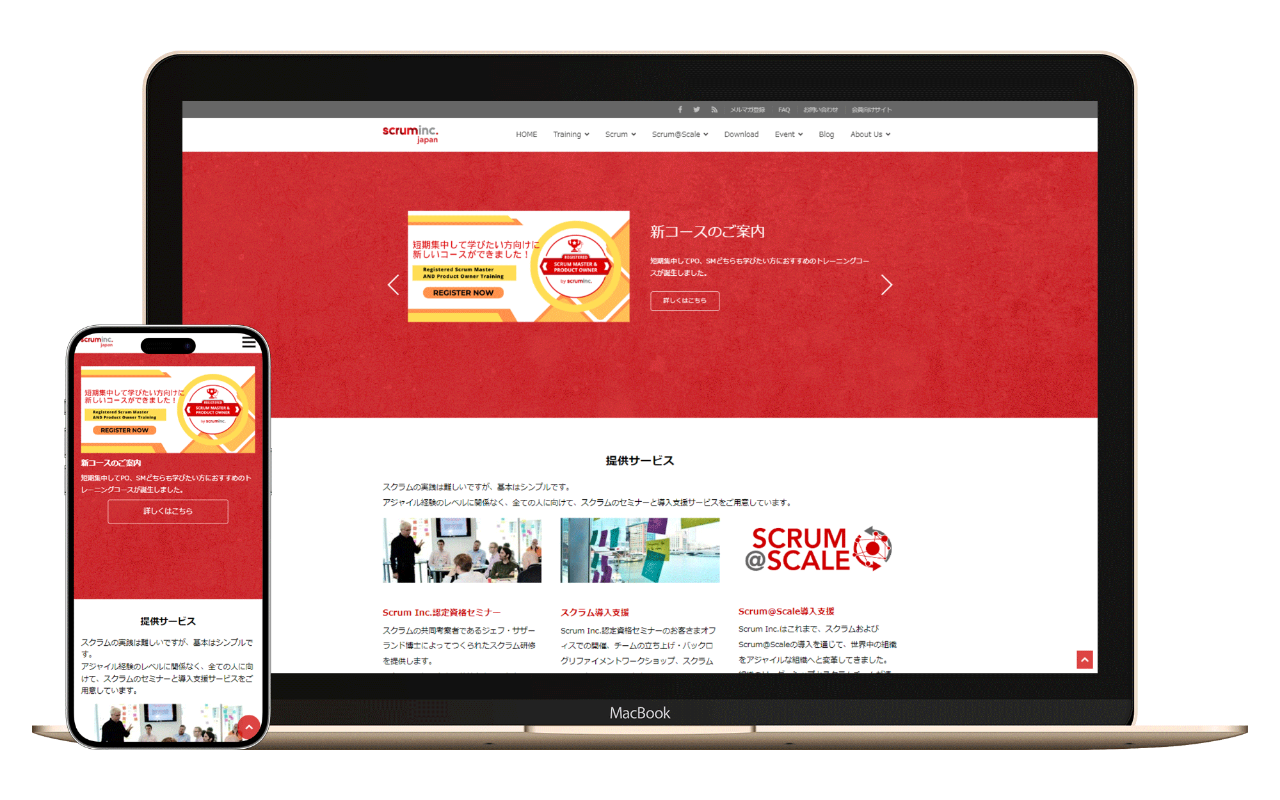 メルマガ登録 FAQ お問い合わせ 会員向けサイト
scruminc.
japan
HOME Training Scrum Scrum@Scale Download Event Blog About Us
短期集中して学びたい方向けに
新しいコースができました！
Registered Scrum Master
AND Product Owner Training
REGISTER NOW
REGISTERED
SCRUM MASTER &
PRODUCT OWNER
by scruminc.
新コースのご案内
短期集中してPO、SMどちらも学びたい方におすすめのトレーニングコー
スが誕生しました。
詳しくはこちら
提供サービス
スクラムの実践は難しいですが、基本はシンプルです。
アジャイル経験のレベルに関係なく、全ての人に向けて、スクラムのセミナーと導入支援サービスをご用意しています。
SCRUM
@SCALE
Scrum Inc.認定資格セミナー
スクラムの共同考案者であるジェフ・サザー
ランド博士によってつくられたスクラム研修
を提供します。
スクラム導入支援
Scrum Inc.認定資格セミナーのお客さまオフ
ィスでの開催、チームの立ち上げ・バックロ
グリファイメントワークショップ、スクラム
Scrum@Scale導入支援
Scrum Inc.はこれまで、スクラムおよび
Scrum@Scaleの導入を通じて、世界中の組織
をアジャイルな組織へと変革してきました。
MacBook
scruminc.
japan
短期集中して学びたい方向けに
新しいコースができました！
Registered Scrum Master
AND Product Owner Training
REGISTER NOW
REGISTERED
SCRUM MASTER &
PRODUCT OWNER
by scruminc.
新コースのご案内
短期集中してPO、SMどちらも学びたい方におすすめのト
レーニングコースが誕生しました。
詳しくはこちら
提供サービス
スクラムの実践は難しいですが、基本はシンプルで
す。
アジャイル経験のレベルに関係なく、全ての人に向
けて、スクラムのセミナーと導入支援サービスをご
用意しています。